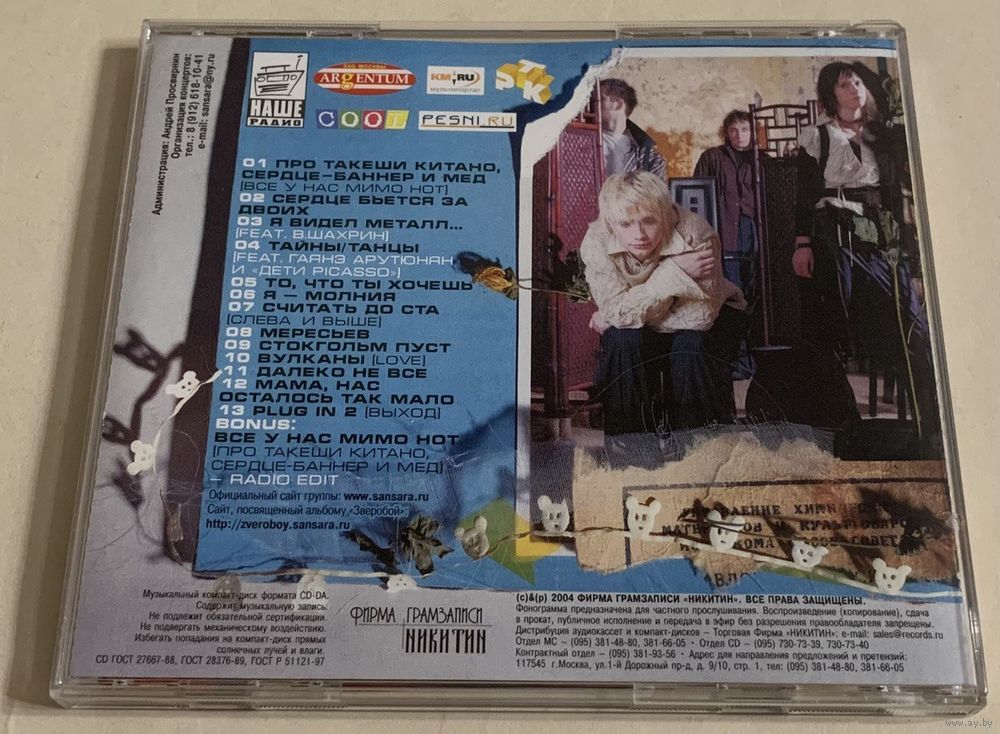 Администрация: Андрей Просвирнин
Организация концертов:
тел.: 8 (912) 618-10-41
e-mail: sansara@ny.ru
НАШЕ
РАДИО
ЭХО МОСКВЫ
ARGENTUM
KM.RU
мультипортал
STK
COOL
PESNI_RU
01 ПРО ТАКЕШИ КИТАНО,
СЕРДЦЕ-БАННЕР И МЕД
[ВСЕ У НАС МИМО НОТ]
02 СЕРДЦЕ БЬЕТСЯ ЗА
ДВОИХ
03 Я ВИДЕЛ МЕТАЛЛ...
[FEAT. В.ШАХРИН]
04 ТАЙНЫ/ТАНЦЫ
[FEAT. ГАЯНЭ АРУТЮНЯН
И «ДЕТИ PICASSO»]
05 ТО, ЧТО ТЫ ХОЧЕШЬ
06 Я – МОЛНИЯ
07 СЧИТАТЬ ДО СТА
[СЛЕВА И ВЫШЕ]
08 МЕРЕСЬЕВ
09 СТОКГОЛЬМ ПУСТ
10 ВУЛКАНЫ [LOVE]
11 ДАЛЕКО НЕ ВСЕ
12 МАМА, НАС
ОСТАЛОСЬ ТАК МАЛО
13 PLUG IN 2 [ВЫХОД]
BONUS:
ВСЕ У НАС МИМО НОТ
[ПРО ТАКЕШИ КИТАНО,
СЕРДЦЕ-БАННЕР И МЕД]
– RADIO EDIT
Официальный сайт группы: www.sansara.ru
Сайт, посвященный альбому «Зверобой»:
http://zveroboy.sansara.ru
Музыкальный компакт-диск формата CD-DA.
Содержит музыкальную запись.
Не подлежит обязательной сертификации.
Не подвергать механическому воздействию.
Избегать попадания на компакт-диск прямых
солнечных лучей и влаги.
CD ГОСТ 27667-88, ГОСТ 28376-89, ГОСТ Р 51121-97
ФИРМА ГРАМЗАПИСИ
НИКИТИН
(c)&(p) 2004 ФИРМА ГРАМЗАПИСИ «НИКИТИН». ВСЕ ПРАВА ЗАЩИЩЕНЫ.
Фонограмма предназначена для частного прослушивания. Воспроизведение (копирование), сдача
в прокат, публичное исполнение и передача в эфир без разрешения правообладателя запрещены.
Дистрибуция аудиокассет и компакт-дисков – Торговая Фирма «НИКИТИН»: e-mail: sales@records.ru
Отдел МС – (095) 381-48-80, 381-66-05 • Отдел CD – (095) 730-73-39, 730-73-40
Контрактный отдел – (095) 381-93-56 • Адрес для направления предложений и претензий:
117545 г.Москва, ул.1-й Дорожный пр-д, д. 9/10, стр. 1, тел: (095) 381-48-80, 381-66-05
www.ay.by